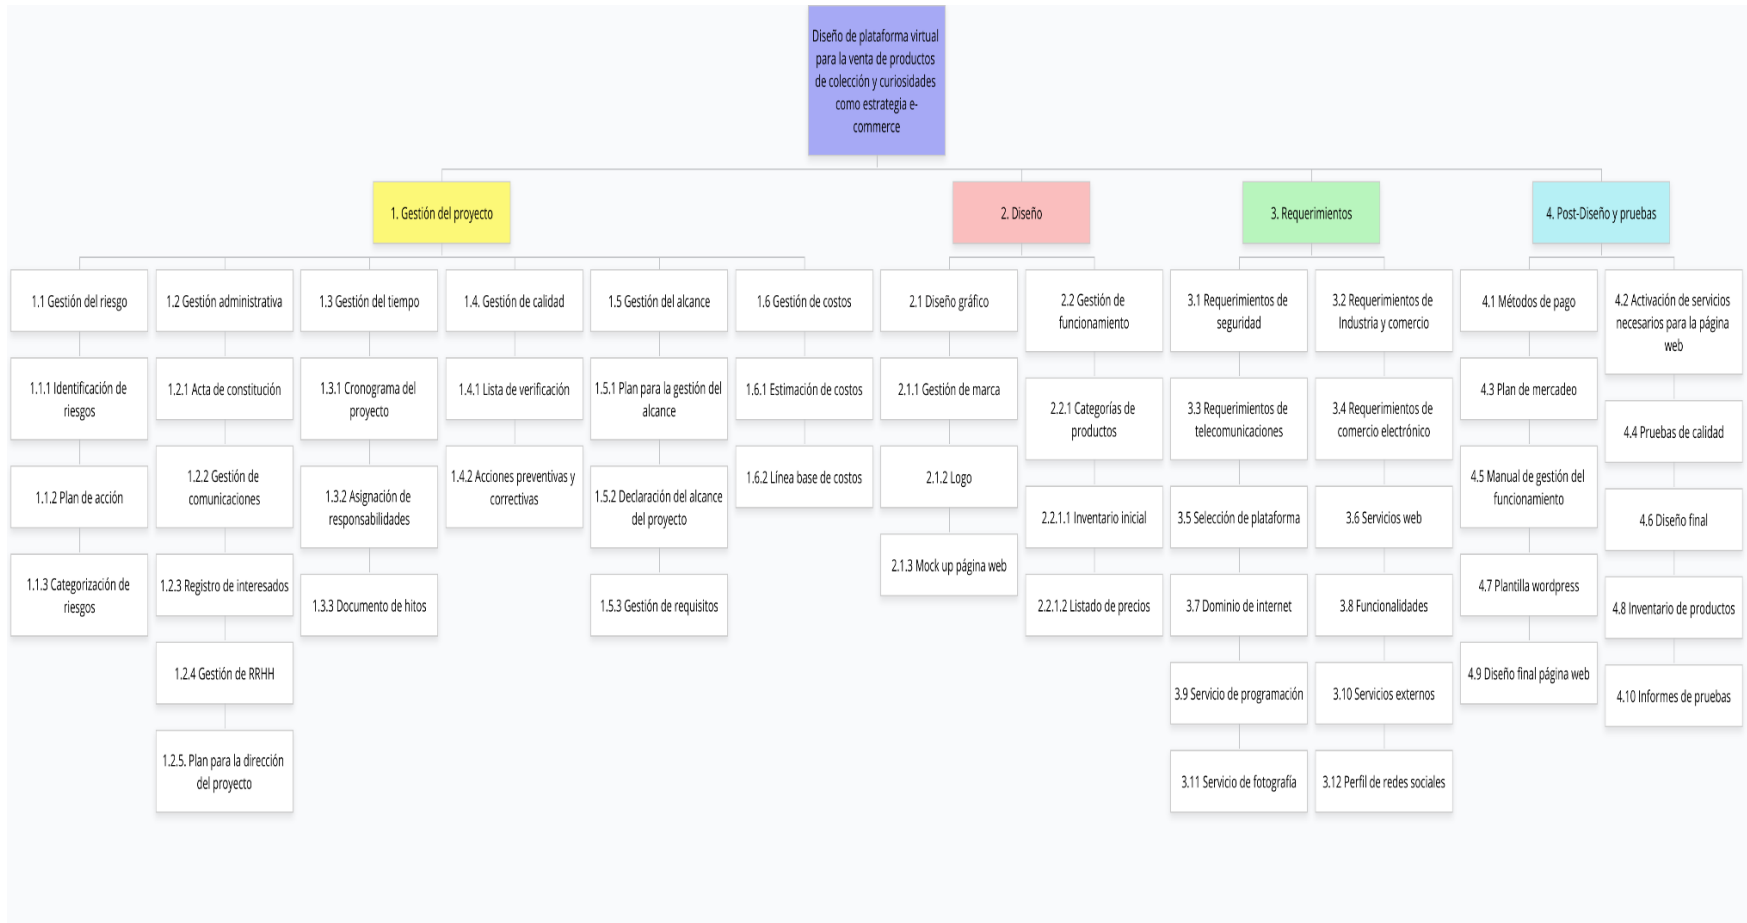 Diseño de plataforma virtual
para la venta de productos
de colección y curiosidades
como estrategia e-
commerce
1. Gestión del proyecto
2. Diseño
3. Requerimientos
4. Post-Diseño y pruebas
1.1 Gestión del riesgo
1.1.1 Identificación de
riesgos
1.1.2 Plan de acción
1.1.3 Categorización de
riesgos
1.2 Gestión administrativa
1.2.1 Acta de constitución
1.2.2 Gestión de
comunicaciones
1.2.3 Registro de interesados
1.2.4 Gestión de RRHH
1.2.5. Plan para la dirección
del proyecto
1.3 Gestión del tiempo
1.3.1 Cronograma del
proyecto
1.3.2 Asignación de
responsabilidades
1.3.3 Documento de hitos
1.4. Gestión de calidad
1.4.1 Lista de verificación
1.4.2 Acciones preventivas y
correctivas
1.5 Gestión del alcance
1.5.1 Plan para la gestión del
alcance
1.5.2 Declaración del alcance
del proyecto
1.5.3 Gestión de requisitos
1.6 Gestión de costos
1.6.1 Estimación de costos
1.6.2 Línea base de costos
2.1 Diseño gráfico
2.1.1 Gestión de marca
2.1.2 Logo
2.1.3 Mock up página web
2.2 Gestión de
funcionamiento
2.2.1 Categorías de
productos
2.2.1.1 Inventario inicial
2.2.1.2 Listado de precios
3.1 Requerimientos de
seguridad
3.3 Requerimientos de
telecomunicaciones
3.5 Selección de plataforma
3.7 Dominio de internet
3.9 Servicio de programación
3.11 Servicio de fotografía
3.2 Requerimientos de
Industria y comercio
3.4 Requerimientos de
comercio electrónico
3.6 Servicios web
3.8 Funcionalidades
3.10 Servicios externos
3.12 Perfil de redes sociales
4.1 Métodos de pago
4.3 Plan de mercadeo
4.5 Manual de gestión del
funcionamiento
4.7 Plantilla wordpress
4.9 Diseño final página web
4.2 Activación de servicios
necesarios para la página
web
4.4 Pruebas de calidad
4.6 Diseño final
4.8 Inventario de productos
4.10 Informes de pruebas